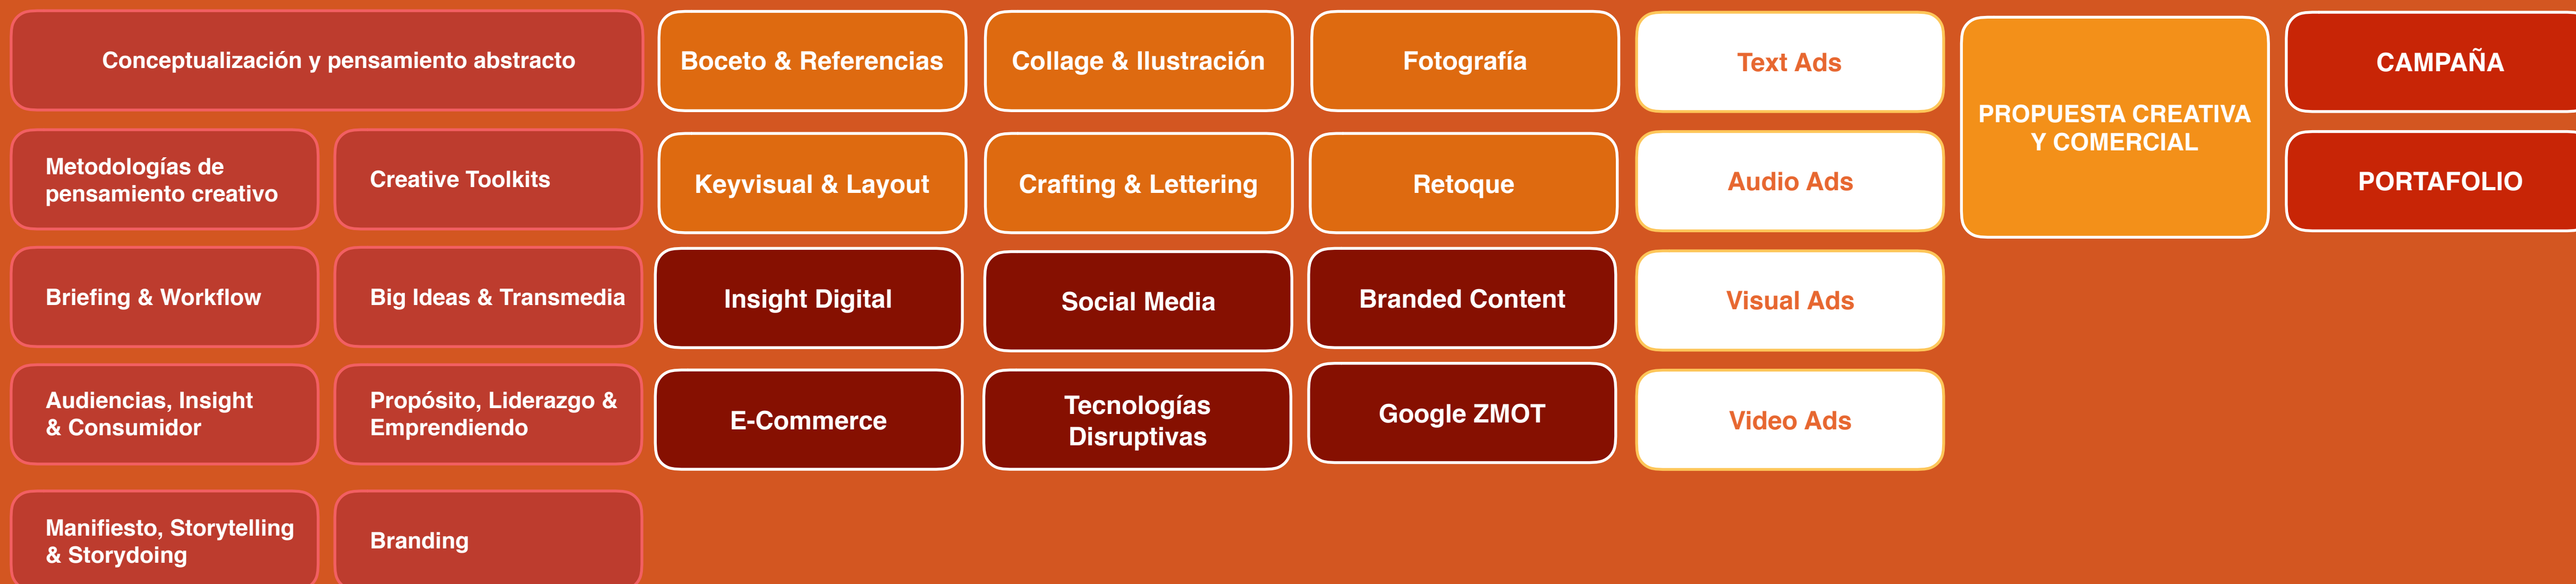 Conceptualización y pensamiento abstracto
Boceto & Referencias
Collage & Ilustración
Fotografía
Text Ads
PROPUESTA CREATIVA
Y COMERCIAL
CAMPAÑA
Metodologías de
pensamiento creativo
Creative Toolkits
Keyvisual & Layout
Crafting & Lettering
Retoque
Audio Ads
PORTAFOLIO
Briefing & Workflow
Big Ideas & Transmedia
Insight Digital
Social Media
Branded Content
Visual Ads
Audiencias, Insight
& Consumidor
Propósito, Liderazgo &
Emprendiendo
E-Commerce
Tecnologías
Disruptivas
Google ZMOT
Video Ads
Manifiesto, Storytelling
& Storydoing
Branding